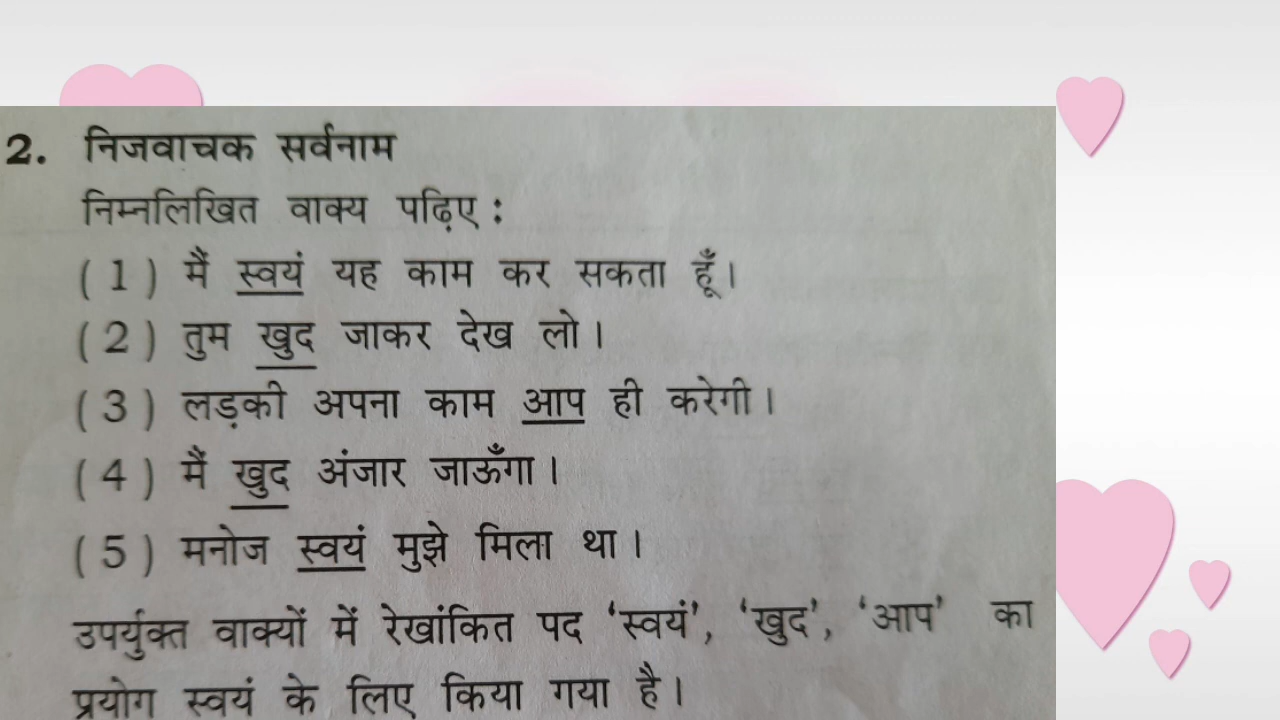 2. निजवाचक सर्वनाम
निम्नलिखित वाक्य पढ़िए :
( 1 ) मैं स्वयं यह काम कर सकता हूँ।
( 2 ) तुम खुद जाकर देख लो।
( 3 ) लड़की अपना काम आप ही करेगी।
( 4 ) मैं खुद अंजार जाऊँगा।
( 5 ) मनोज स्वयं मुझे मिला था।
उपर्युक्त वाक्यों में रेखांकित पद ‘स्वयं’, ‘खुद’, ‘आप’ का
प्रयोग स्वयं के लिए किया गया है।